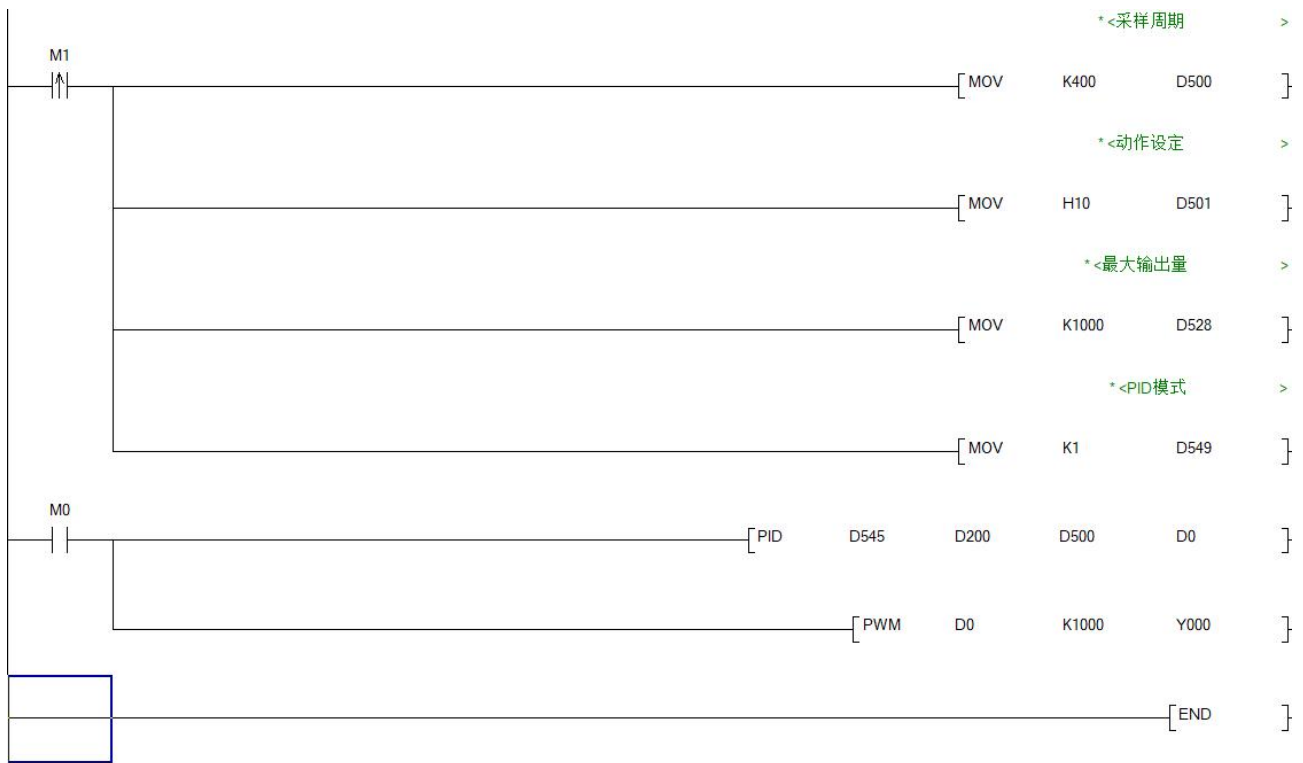 * <采样周期 >
M1
[ MOV K400 D500 ]
* <动作设定 >
[ MOV H10 D501 ]
* <最大输出量 >
[ MOV K1000 D528 ]
* <PID模式 >
[ MOV K1 D549 ]
M0
[ PID D545 D200 D500 D0 ]
[ PWM D0 K1000 Y000 ]
[ END ]